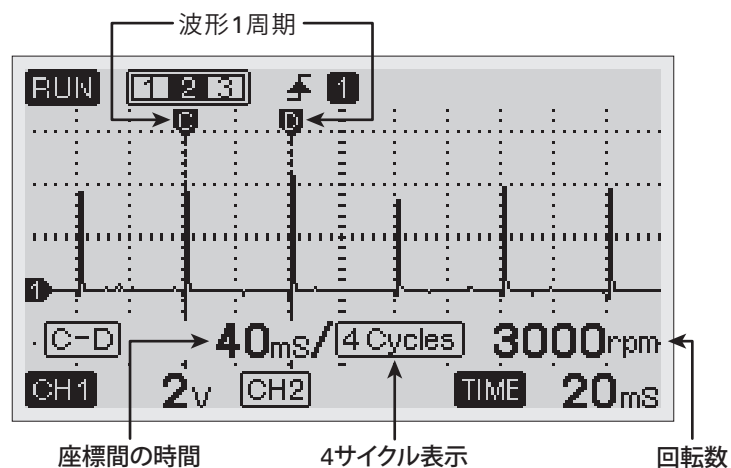 波形1周期
RUN 1 2 3 1
C D
1
C-D 40mS/ 4 Cycles 3000rpm
CH1 2V CH2 TIME 20mS
座標間の時間 4サイクル表示 回転数